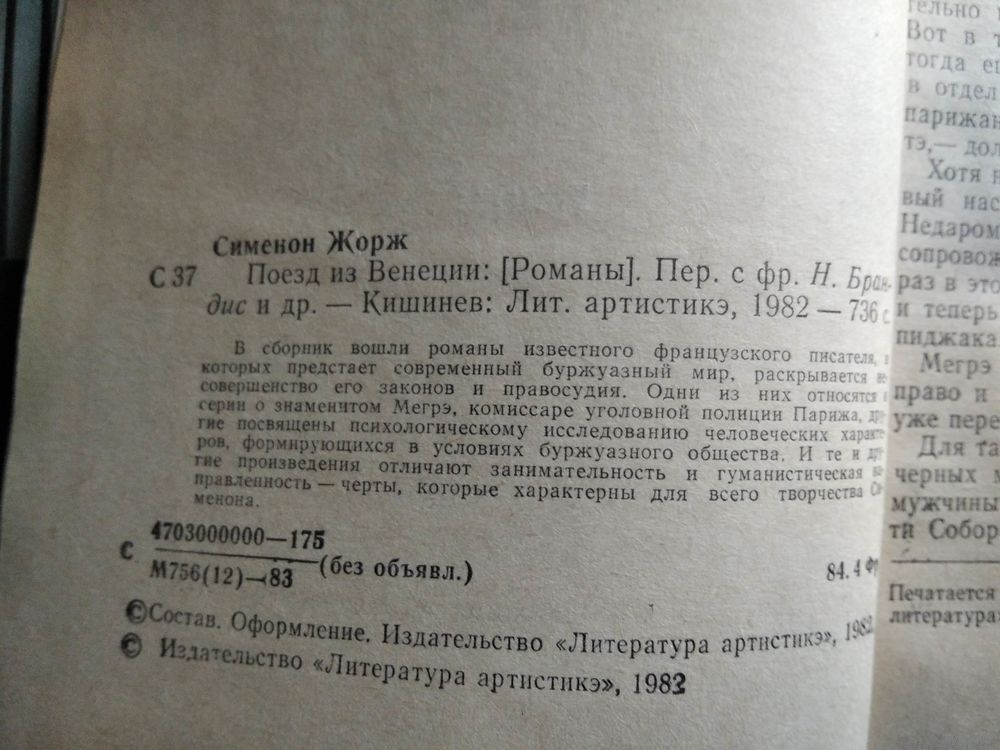 Сименон Жорж
С 37 Поезд из Венеции: [Романы]. Пер. с фр. Н. Бран-
дис и др. — Кишинев: Лит. артистикэ, 1982 — 736 с
В сборник вошли романы известного французского писателя, в
которых предстает современный буржуазный мир, раскрывается не-
совершенство его законов и правосудия. Одни из них относятся к
серии о знаменитом Мегрэ, комиссаре уголовной полиции Парижа, дру-
гие посвящены психологическому исследованию человеческих характе-
ров, формирующихся в условиях буржуазного общества. И те и дру-
гие произведения отличают занимательность и гуманистическая на-
правленность — черты, которые характерны для всего творчества Си-
менона.
С 4703000000—175
М756(12)—83 (без объявл.)
84.4 Фр
©Состав. Оформление. Издательство «Литература артистикэ», 1982
© Издательство «Литература артистикэ», 1982
Вот в
тогда
в отдел
парижан
тэ,— дол
Хотя
вый нас
Недаром
сопровож
раз в это
и теперь
пиджака
Мегрэ
право и
уже пере
Для
черных
мужчины
ти Собор
Печатается
литература